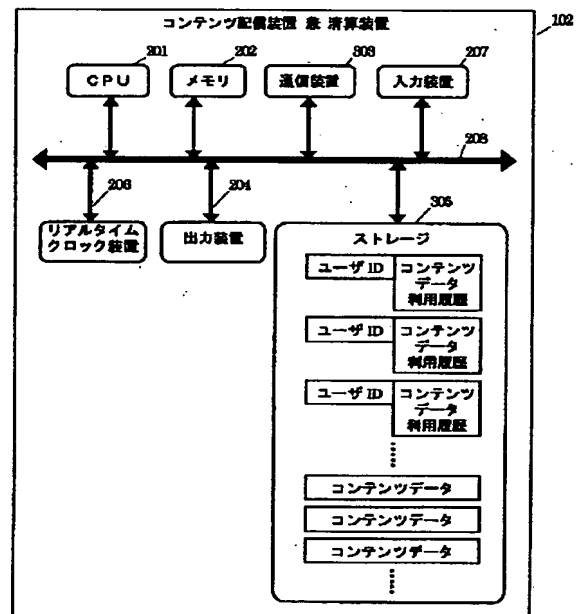 コンテンツ配信装置 兼 清算装置
102
201
202
303
207
CPU
メモリ
通信装置
入力装置
208
206
204
305
リアルタイム
クロック装置
出力装置
ストレージ
ユーザID
コンテンツ
データ
利用履歴
ユーザID
コンテンツ
データ
利用履歴
ユーザID
コンテンツ
データ
利用履歴
コンテンツデータ
コンテンツデータ
コンテンツデータ